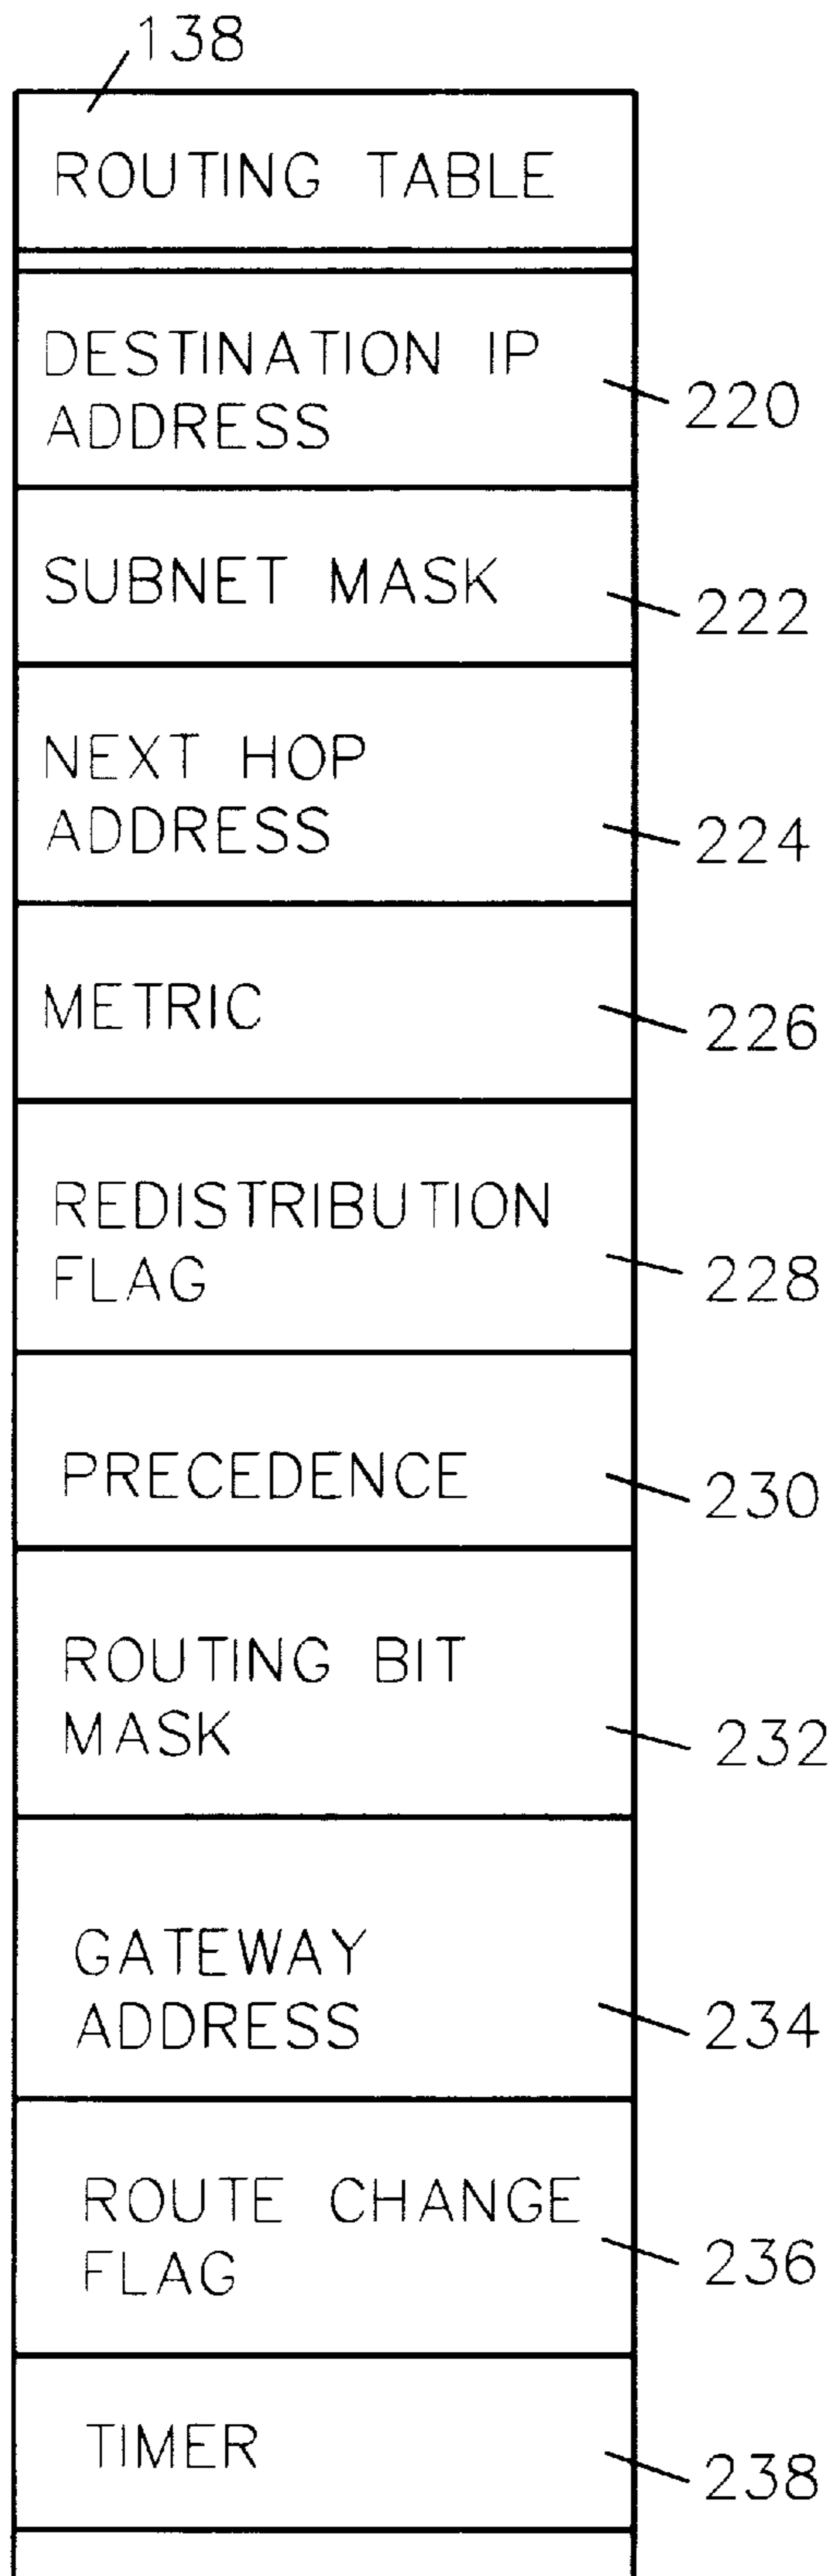 138
ROUTING TABLE
DESTINATION IP
ADDRESS
220
SUBNET MASK
222
NEXT HOP
ADDRESS
224
METRIC
226
REDISTRIBUTION
FLAG
228
PRECEDENCE
230
ROUTING BIT
MASK
232
GATEWAY
ADDRESS
234
ROUTE CHANGE
FLAG
236
TIMER
238